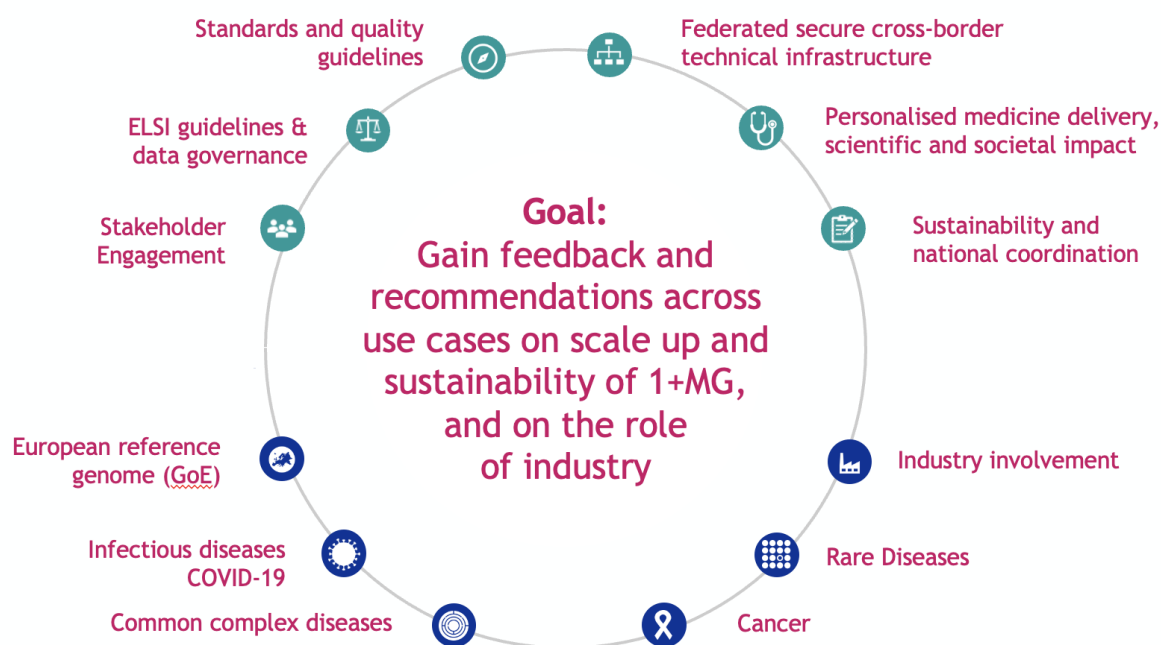 Standards and quality
guidelines
Federated secure cross-border
technical infrastructure
ELSI guidelines &
data governance
Personalised medicine delivery,
scientific and societal impact
Stakeholder
Engagement
Sustainability and
national coordination
Goal:
Gain feedback and
recommendations across
use cases on scale up and
sustainability of 1+MG,
and on the role
of industry
European reference
genome (GoE)
Industry involvement
Infectious diseases
COVID-19
Rare Diseases
Common complex diseases
Cancer